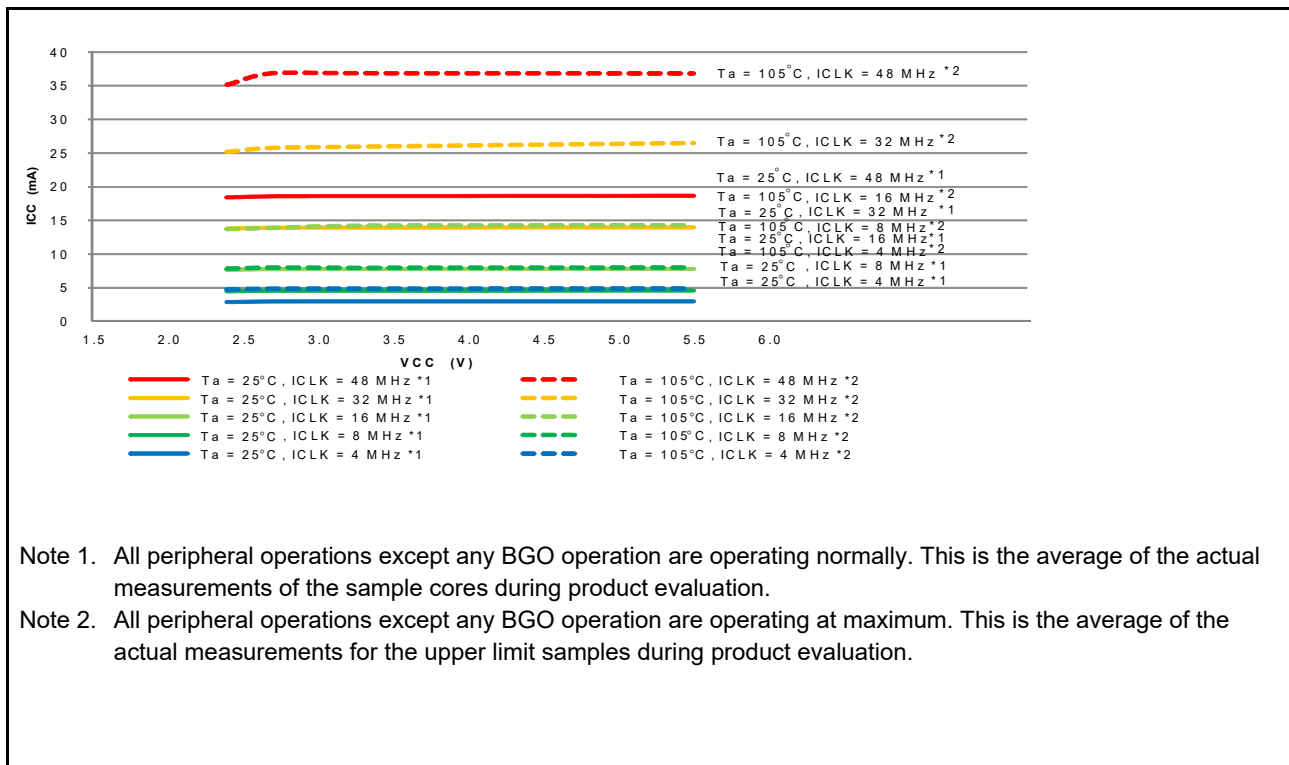 40
35
30
25
20
15
10
5
0
ICC (mA)
1.5 2.0 2.5 3.0 3.5 4.0 4.5 5.0 5.5 6.0
VCC (V)
Ta = 105°C, ICLK = 48 MHz *2
Ta = 105°C, ICLK = 32 MHz *2
Ta = 25°C, ICLK = 48 MHz *1
Ta = 105°C, ICLK = 16 MHz *2
Ta = 25°C, ICLK = 32 MHz *1
Ta = 105°C, ICLK = 8 MHz *2
Ta = 25°C, ICLK = 16 MHz *1
Ta = 105°C, ICLK = 4 MHz *2
Ta = 25°C, ICLK = 8 MHz *1
Ta = 25°C, ICLK = 4 MHz *1
Ta = 25°C, ICLK = 48 MHz *1 Ta = 105°C, ICLK = 48 MHz *2
Ta = 25°C, ICLK = 32 MHz *1 Ta = 105°C, ICLK = 32 MHz *2
Ta = 25°C, ICLK = 16 MHz *1 Ta = 105°C, ICLK = 16 MHz *2
Ta = 25°C, ICLK = 8 MHz *1 Ta = 105°C, ICLK = 8 MHz *2
Ta = 25°C, ICLK = 4 MHz *1 Ta = 105°C, ICLK = 4 MHz *2
Note 1. All peripheral operations except any BGO operation are operating normally. This is the average of the actual
measurements of the sample cores during product evaluation.
Note 2. All peripheral operations except any BGO operation are operating at maximum. This is the average of the
actual measurements for the upper limit samples during product evaluation.